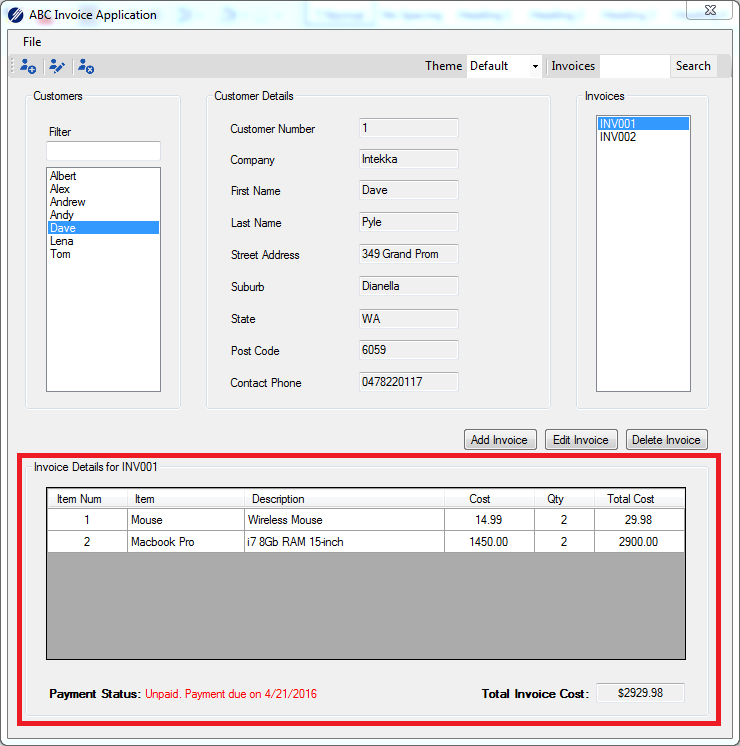 ABC Invoice Application
File
Theme Default Invoices Search
Customers
Filter
Albert
Alex
Andrew
Andy
Dave
Lena
Tom
Customer Details
Customer Number 1
Company Intekka
First Name Dave
Last Name Pyle
Street Address 349 Grand Prom
Suburb Dianella
State WA
Post Code 6059
Contact Phone 0478220117
Invoices
INV001
INV002
Add Invoice Edit Invoice Delete Invoice
Invoice Details for INV001
Item Num Item Description Cost Qty Total Cost
1 Mouse Wireless Mouse 14.99 2 29.98
2 Macbook Pro i7 8Gb RAM 15-inch 1450.00 2 2900.00
Payment Status: Unpaid. Payment due on 4/21/2016 Total Invoice Cost: $2929.98